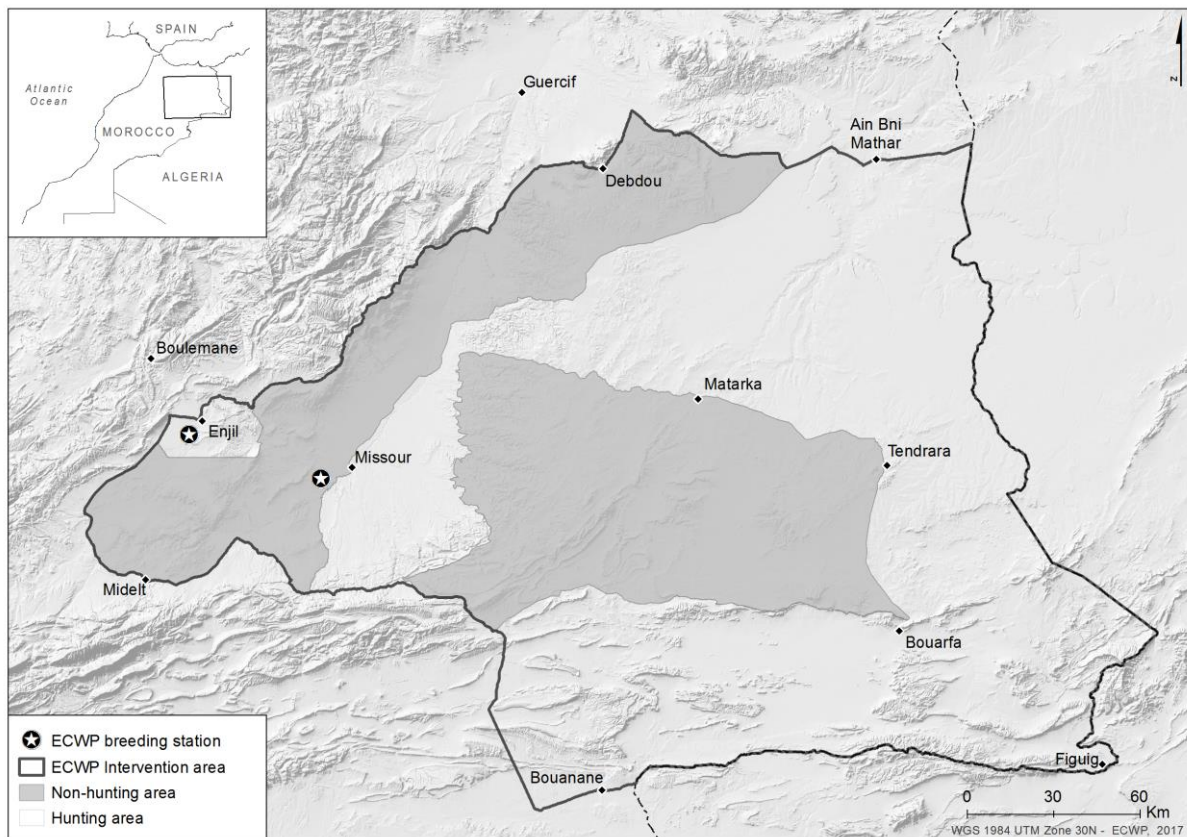 SPAIN
Atlantic
Ocean
MOROCCO
ALGERIA
Guercif
Ain Bni
Mathar
Debdou
Boulemane
Matarka
Enjil
Missour
Tendrara
Midelt
Bouarfa
Bouanane
Figuig
ECWP breeding station
ECWP Intervention area
Non-hunting area
Hunting area
0 30 60
Km
WGS 1984 UTM Zone 30N - ECWP, 2017
N